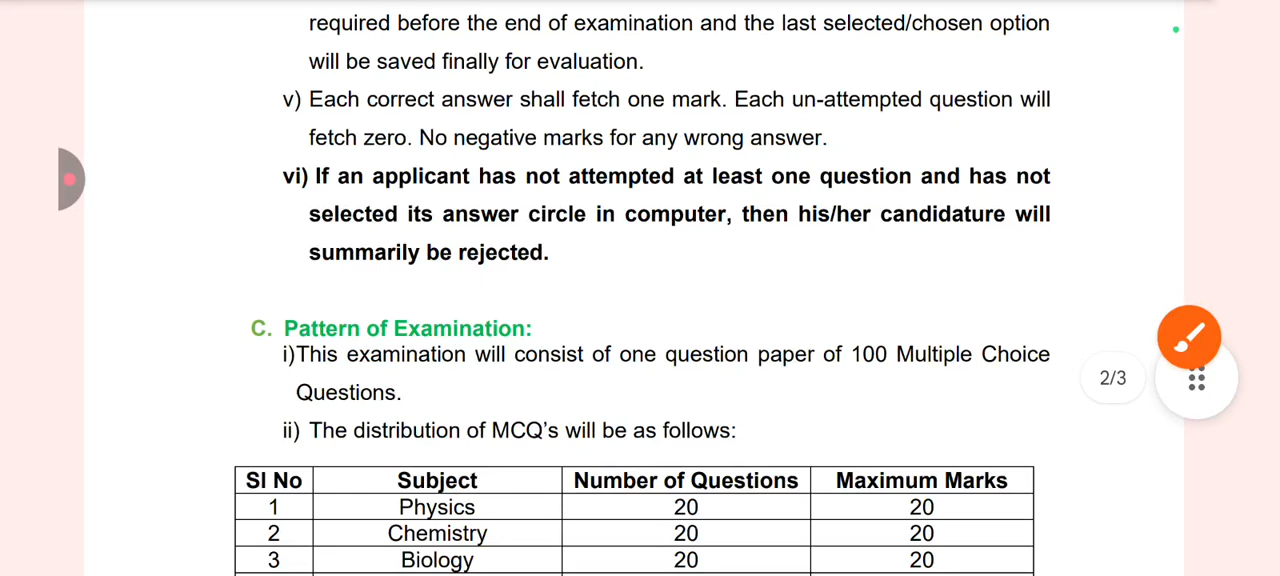 required before the end of examination and the last selected/chosen option
will be saved finally for evaluation.
v) Each correct answer shall fetch one mark. Each un-attempted question will
fetch zero. No negative marks for any wrong answer.
vi) If an applicant has not attempted at least one question and has not
selected its answer circle in computer, then his/her candidature will
summarily be rejected.
C. Pattern of Examination:
i)This examination will consist of one question paper of 100 Multiple Choice
Questions.
2/3
ii) The distribution of MCQ's will be as follows:
Sl No Subject Number of Questions Maximum Marks
1 Physics 20 20
2 Chemistry 20 20
3 Biology 20 20